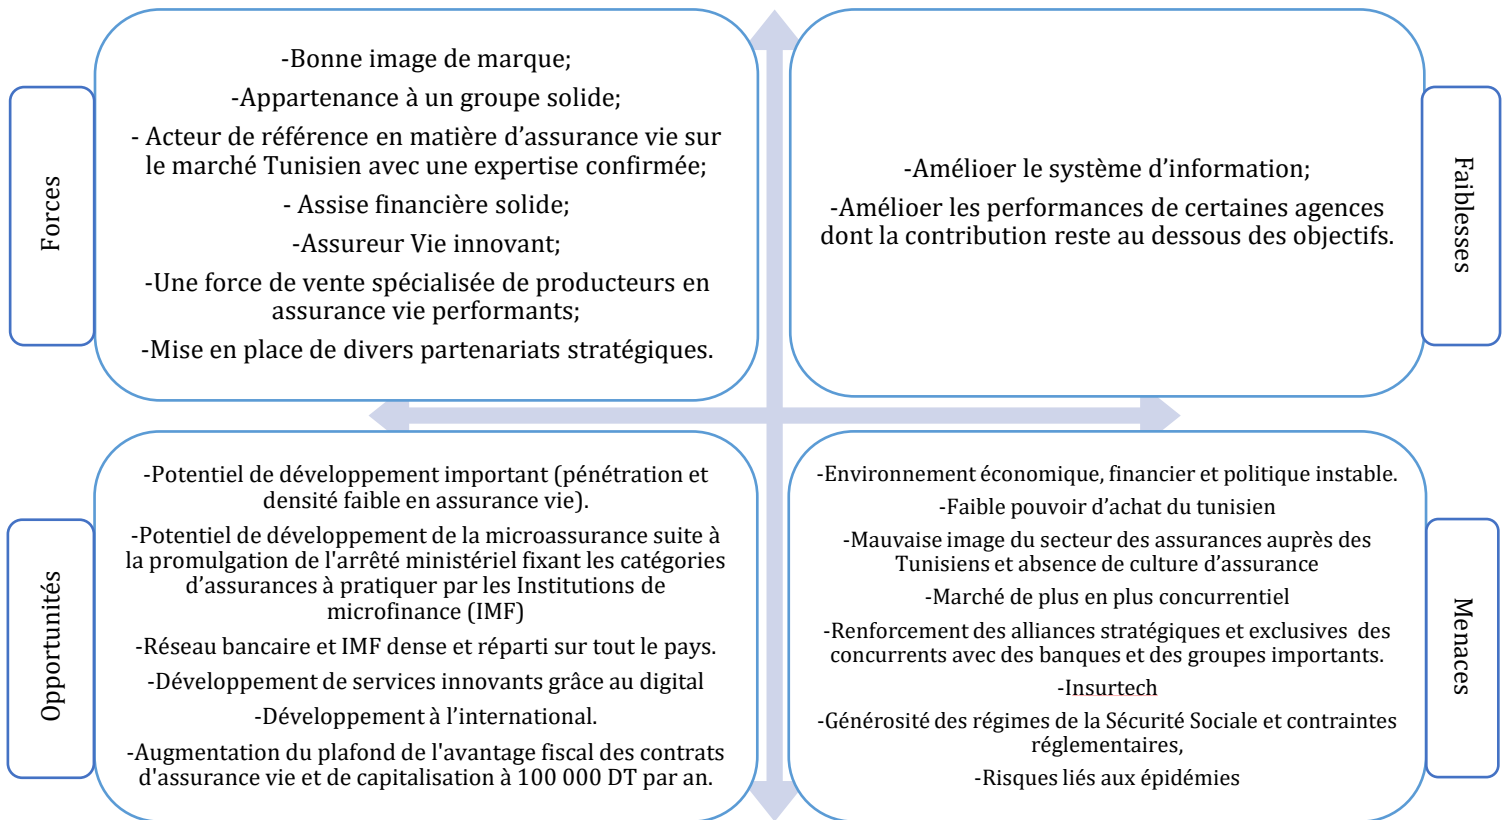 Forces
-Bonne image de marque;
-Appartenance à un groupe solide;
- Acteur de référence en matière d’assurance vie sur
le marché Tunisien avec une expertise confirmée;
- Assise financière solide;
-Assureur Vie innovant;
-Une force de vente spécialisée de producteurs en
assurance vie performants;
-Mise en place de divers partenariats stratégiques.
-Amélioer le système d’information;
-Amélioer les performances de certaines agences
dont la contribution reste au dessous des objectifs.
Faiblesses
Opportunités
-Potentiel de développement important (pénétration et
densité faible en assurance vie).
-Potentiel de développement de la microassurance suite à
la promulgation de l'arrêté ministériel fixant les catégories
d’assurances à pratiquer par les Institutions de
microfinance (IMF)
-Réseau bancaire et IMF dense et réparti sur tout le pays.
-Développement de services innovants grâce au digital
-Développement à l’international.
-Augmentation du plafond de l'avantage fiscal des contrats
d'assurance vie et de capitalisation à 100 000 DT par an.
-Environnement économique, financier et politique instable.
-Faible pouvoir d’achat du tunisien
-Mauvaise image du secteur des assurances auprès des
Tunisiens et absence de culture d’assurance
-Marché de plus en plus concurrentiel
-Renforcement des alliances stratégiques et exclusives des
concurrents avec des banques et des groupes importants.
-Insurtech
-Générosité des régimes de la Sécurité Sociale et contraintes
réglementaires,
-Risques liés aux épidémies
Menaces